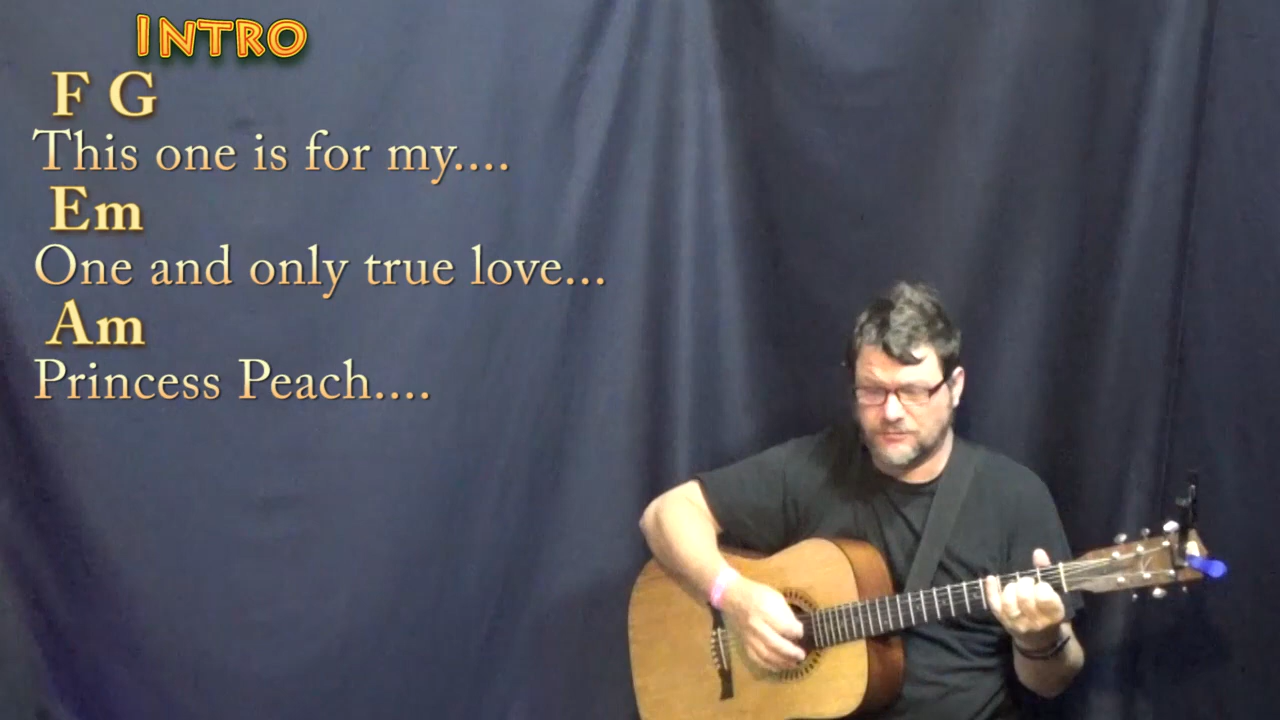 INTRO
F G
This one is for my....
Em
One and only true love...
Am
Princess Peach....